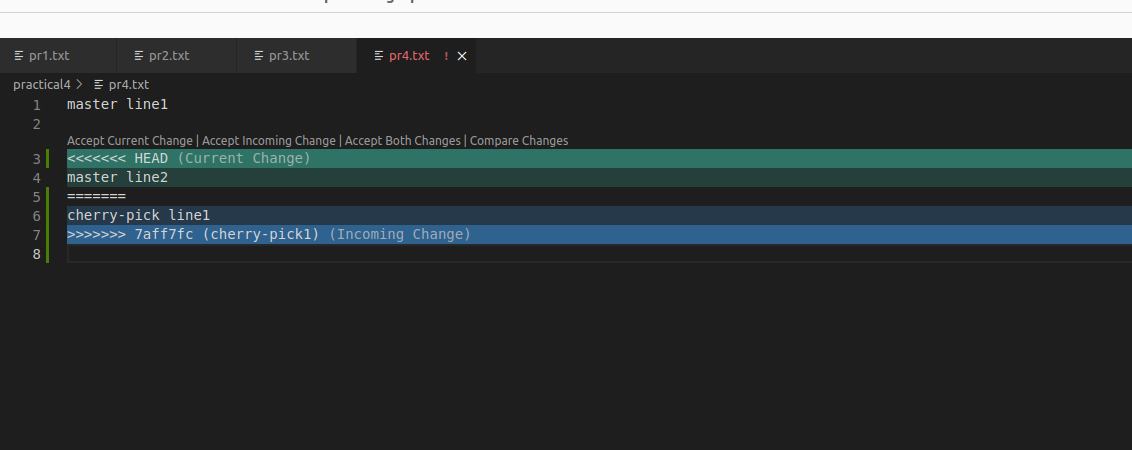 pr1.txt pr2.txt pr3.txt pr4.txt ! ×
practical4 > pr4.txt
1 master line1
2
Accept Current Change | Accept Incoming Change | Accept Both Changes | Compare Changes
3 <<<<<<< HEAD (Current Change)
4 master line2
5 =======
6 cherry-pick line1
7 >>>>>>> 7aff7fc (cherry-pick1) (Incoming Change)
8